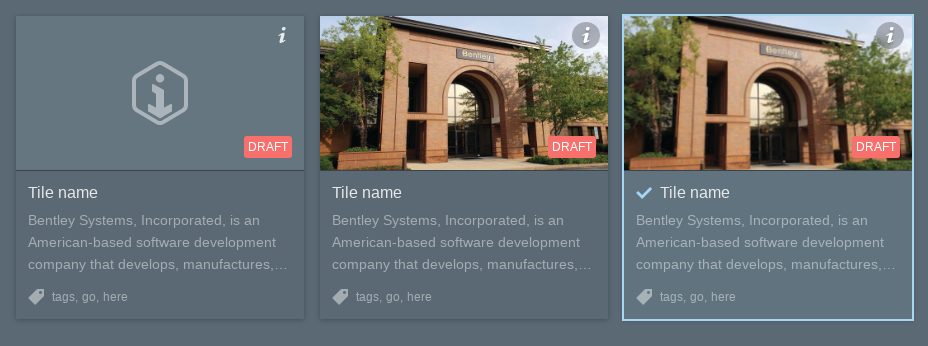 DRAFT
Tile name
Bentley Systems, Incorporated, is an
American-based software development
company that develops, manufactures,...
tags, go, here
Bentley
DRAFT
Tile name
Bentley Systems, Incorporated, is an
American-based software development
company that develops, manufactures,...
tags, go, here
Bentley
DRAFT
Tile name
Bentley Systems, Incorporated, is an
American-based software development
company that develops, manufactures,...
tags, go, here